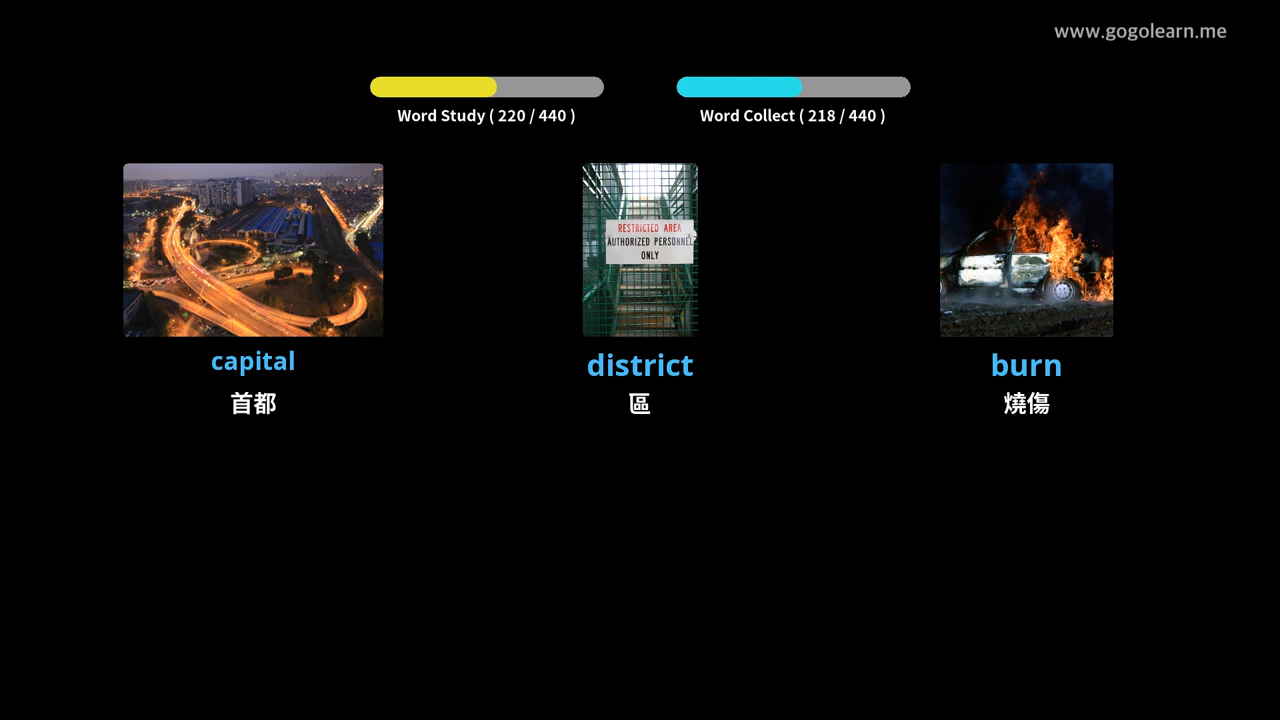 www.gogolearn.me
Word Study ( 220 / 440 )
Word Collect ( 218 / 440 )
RESTRICTED AREA
AUTHORIZED PERSONNEL
ONLY
capital
district
burn
首都
區
燒傷